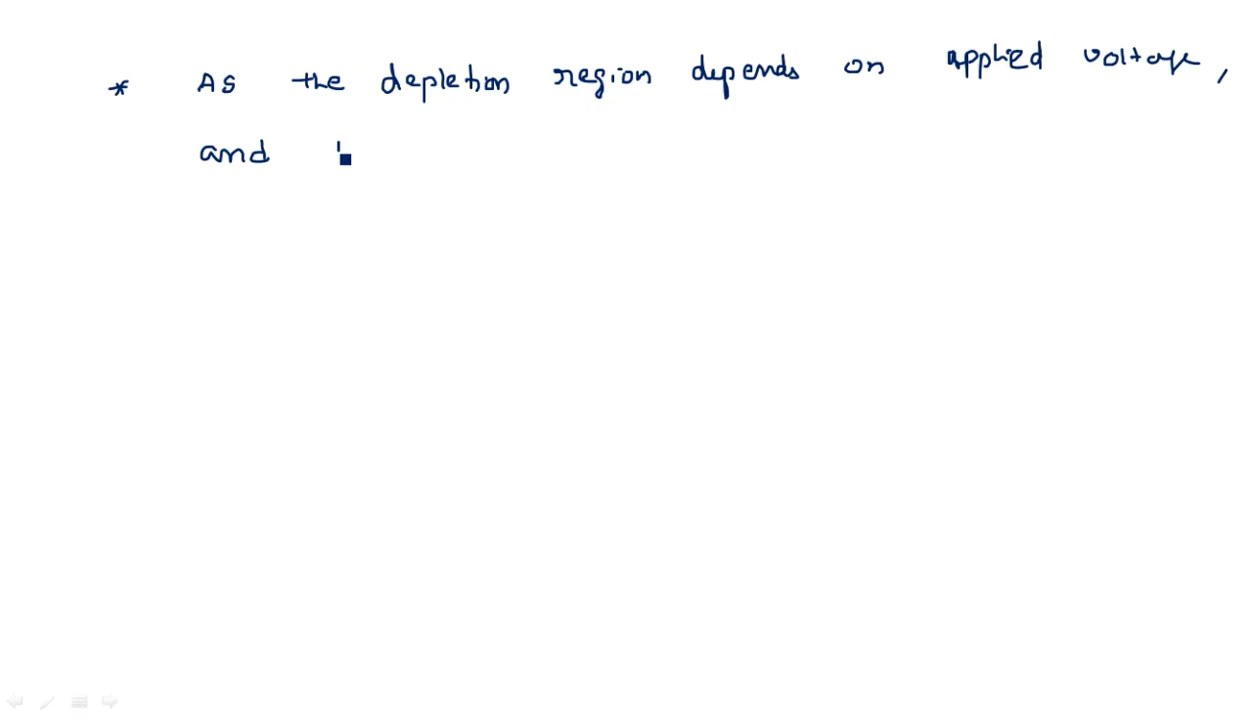 * As the depletion region depends on applied voltage,
and